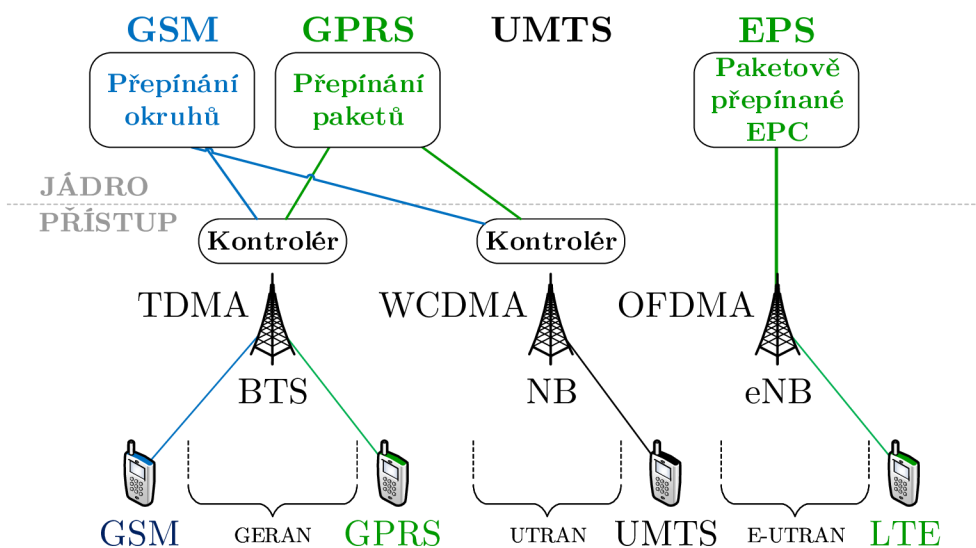 GSM GPRS UMTS EPS
Přepínání
okruhů
Přepínání
paketů
Paketově
přepínané
EPC
JÁDRO
PŘÍSTUP
Kontrolér
Kontrolér
TDMA
WCDMA
OFDMA
BTS
NB
eNB
GSM GERAN GPRS UTRAN UMTS E-UTRAN LTE